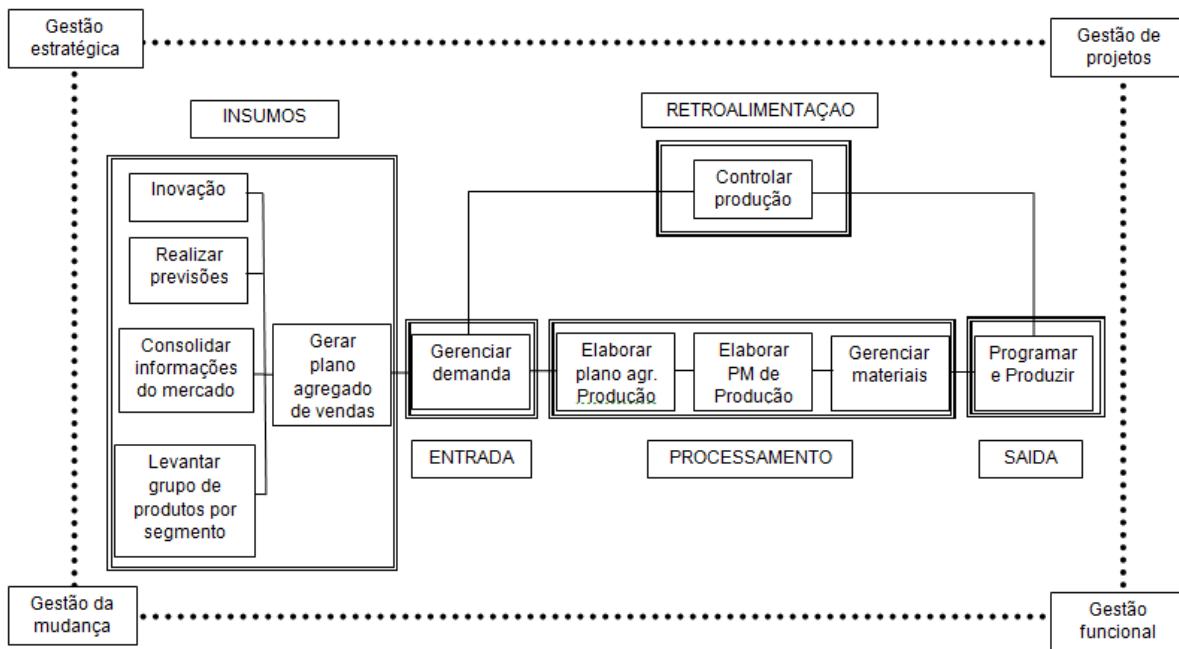 Gestão
estratégica
Gestão de
projetos
INSUMOS
RETROALIMENTAÇAO
Inovação
Realizar
previsões
Consolidar
informações
do mercado
Levantar
grupo de
produtos por
segmento
Gerar
plano
agregado
de vendas
Controlar
produção
Gerenciar
demanda
Elaborar
plano agr.
Produção
Elaborar
PM de
Produção
Gerenciar
materiais
Programar
e Produzir
ENTRADA
PROCESSAMENTO
SAIDA
Gestão da
mudança
Gestão
funcional